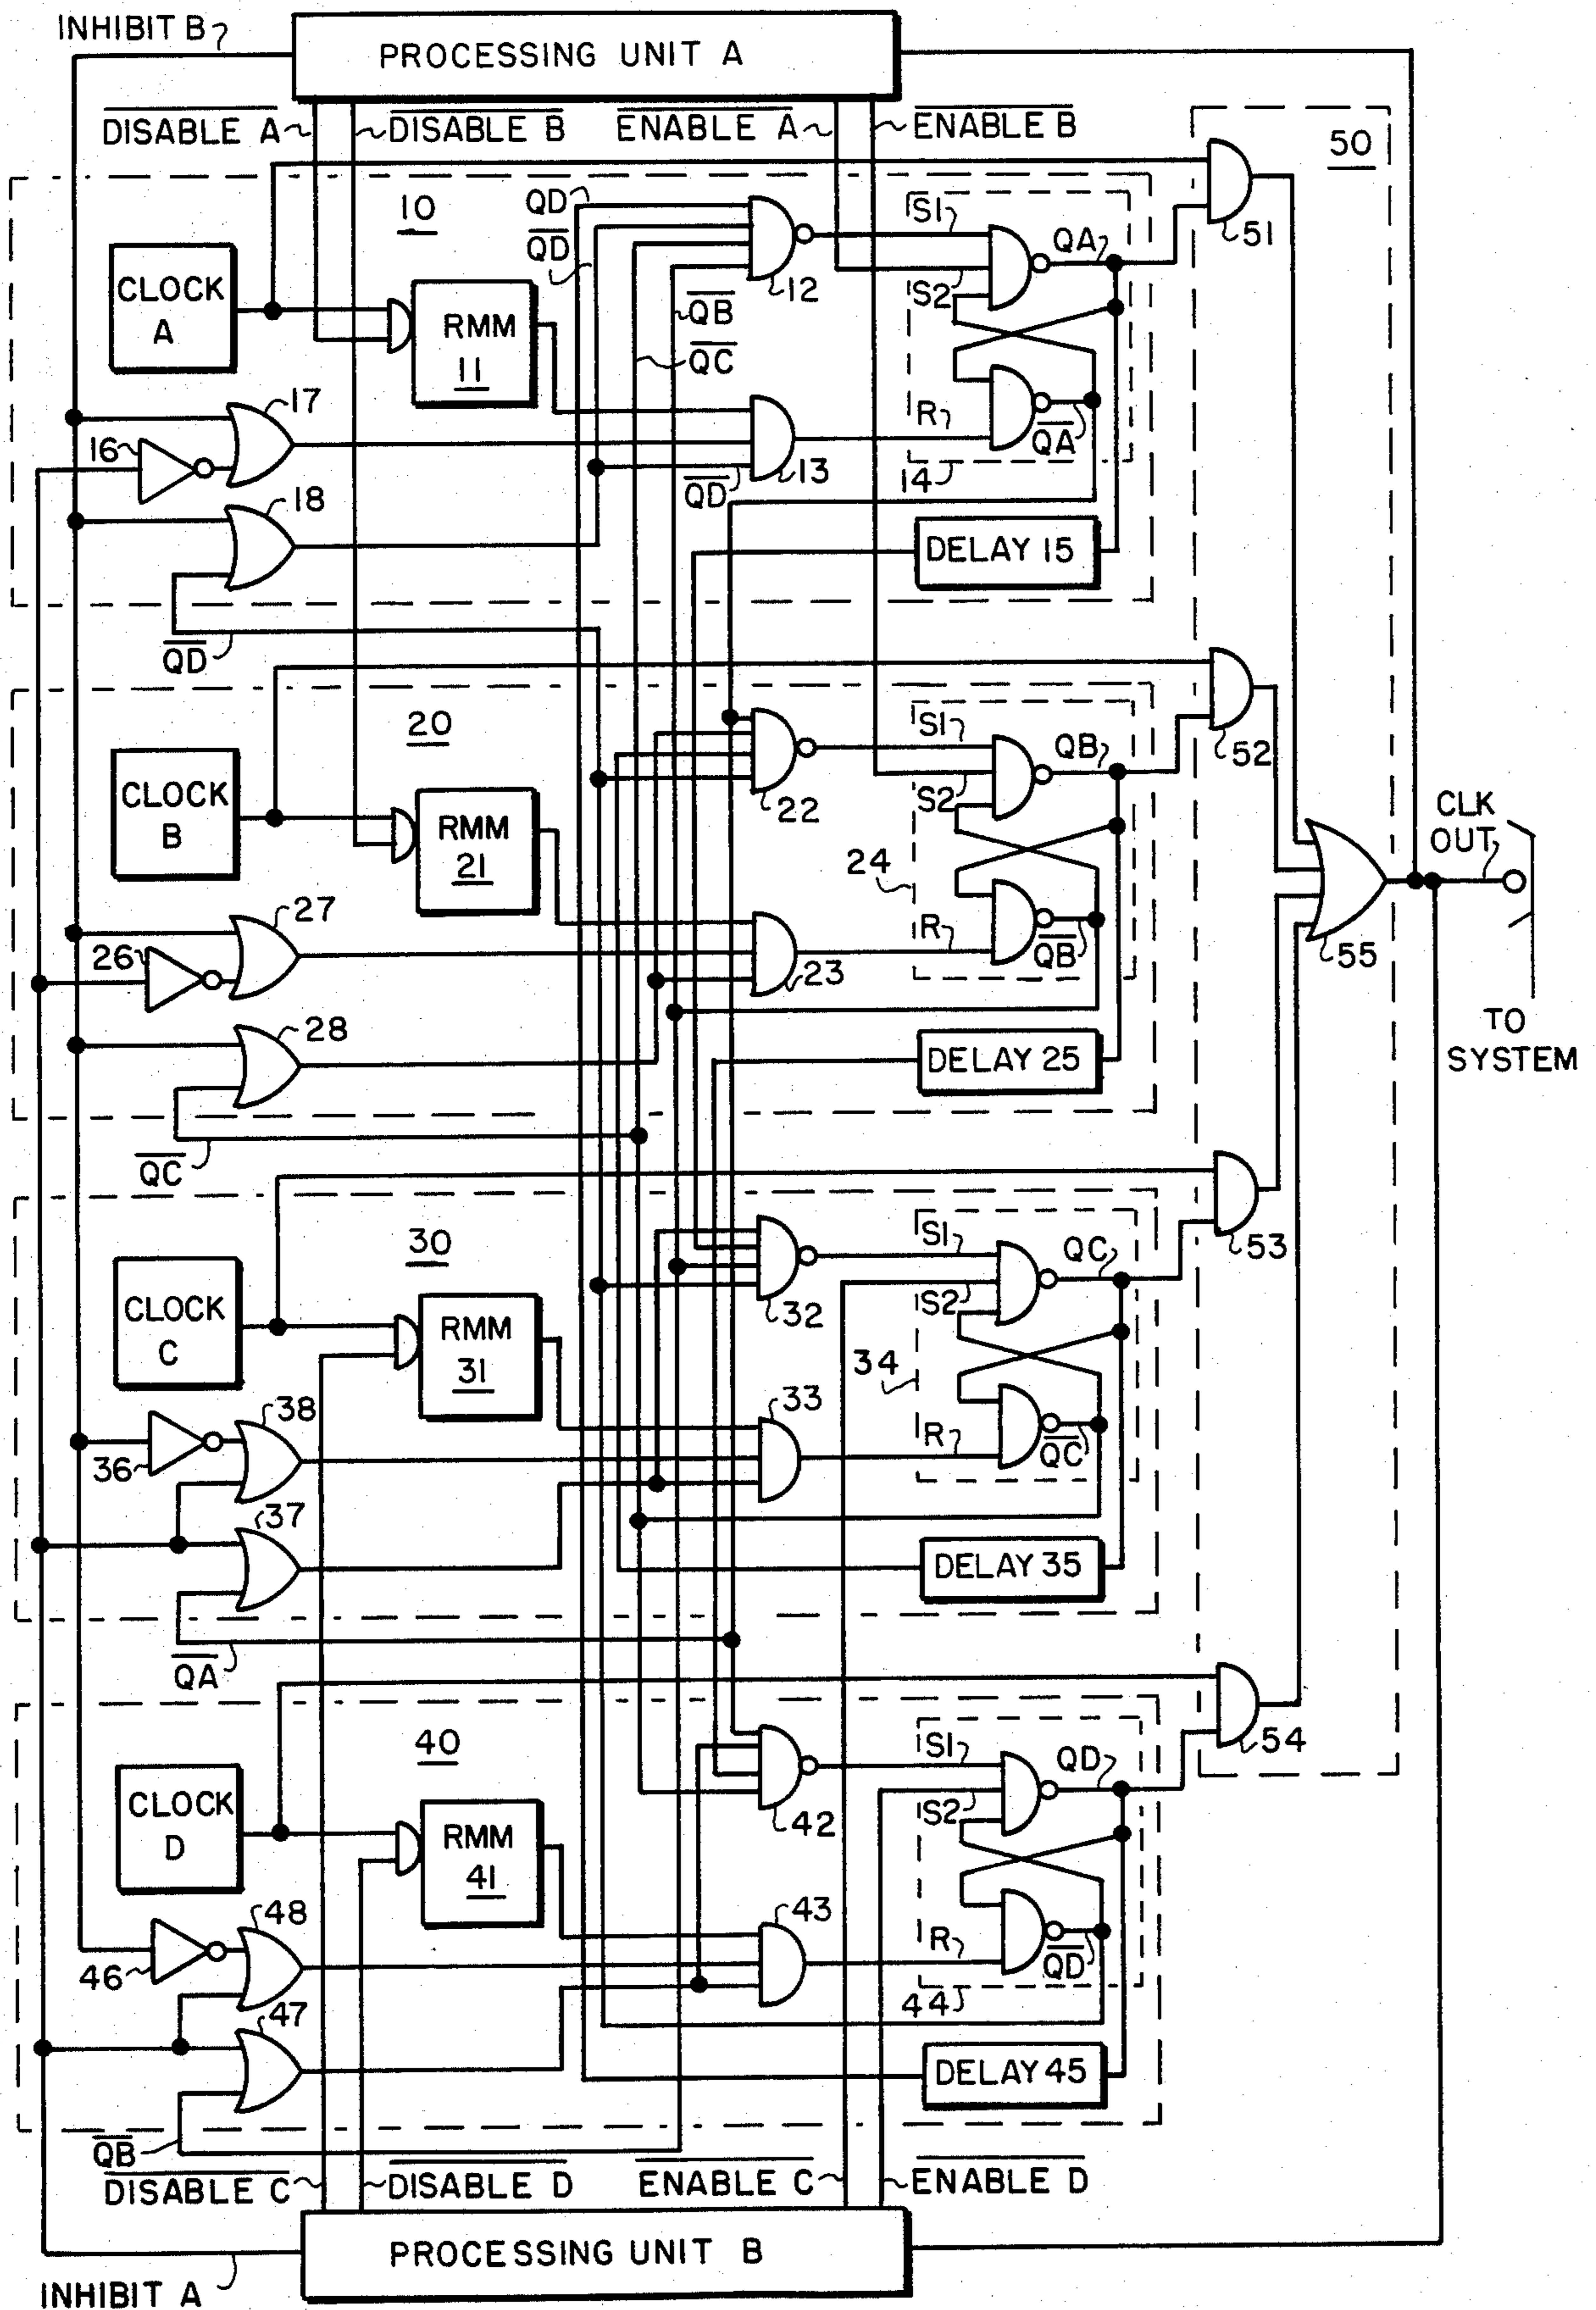 INHIBIT B
PROCESSING UNIT A
DISABLE A
DISABLE B
ENABLE A
ENABLE B
50
10
QD
QD
S1
QA
51
CLOCK
A
RMM
11
12
S2
QB
QC
17
16
R
QA
13
QD
14
18
DELAY 15
QD
20
S1
QB
52
CLOCK
B
RMM
21
22
S2
CLK
OUT
24
27
26
R
QB
23
55
28
TO
SYSTEM
DELAY 25
QC
30
S1
QC
53
CLOCK
C
RMM
31
32
S2
34
38
33
36
R
QC
37
DELAY 35
QA
40
S1
QD
54
CLOCK
D
RMM
41
42
S2
48
43
46
R
QD
44
47
DELAY 45
QB
DISABLE C
DISABLE D
ENABLE C
ENABLE D
PROCESSING UNIT B
INHIBIT A